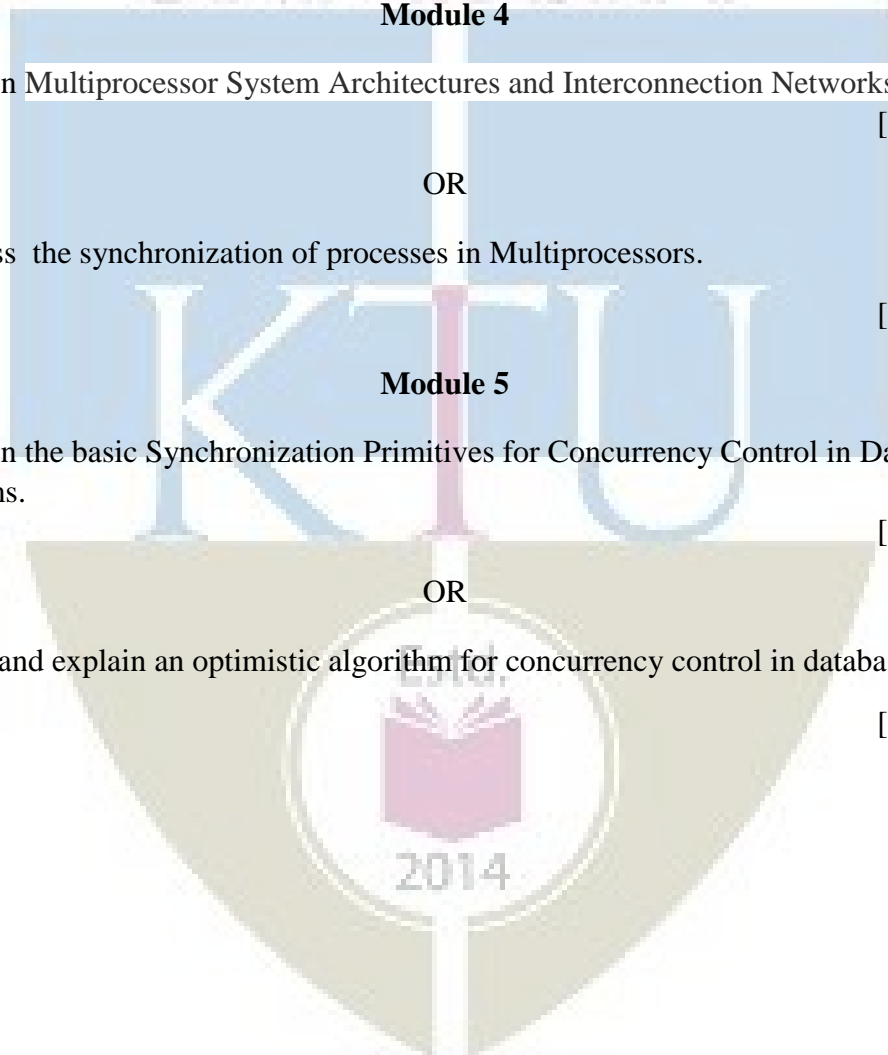 Module 4
n Multiprocessor System Architectures and Interconnection Networks
[
OR
ss the synchronization of processes in Multiprocessors.
[
Module 5
n the basic Synchronization Primitives for Concurrency Control in Da
ns.
[
OR
and explain an optimistic algorithm for concurrency control in databa
[
KTU
Estd.
2014